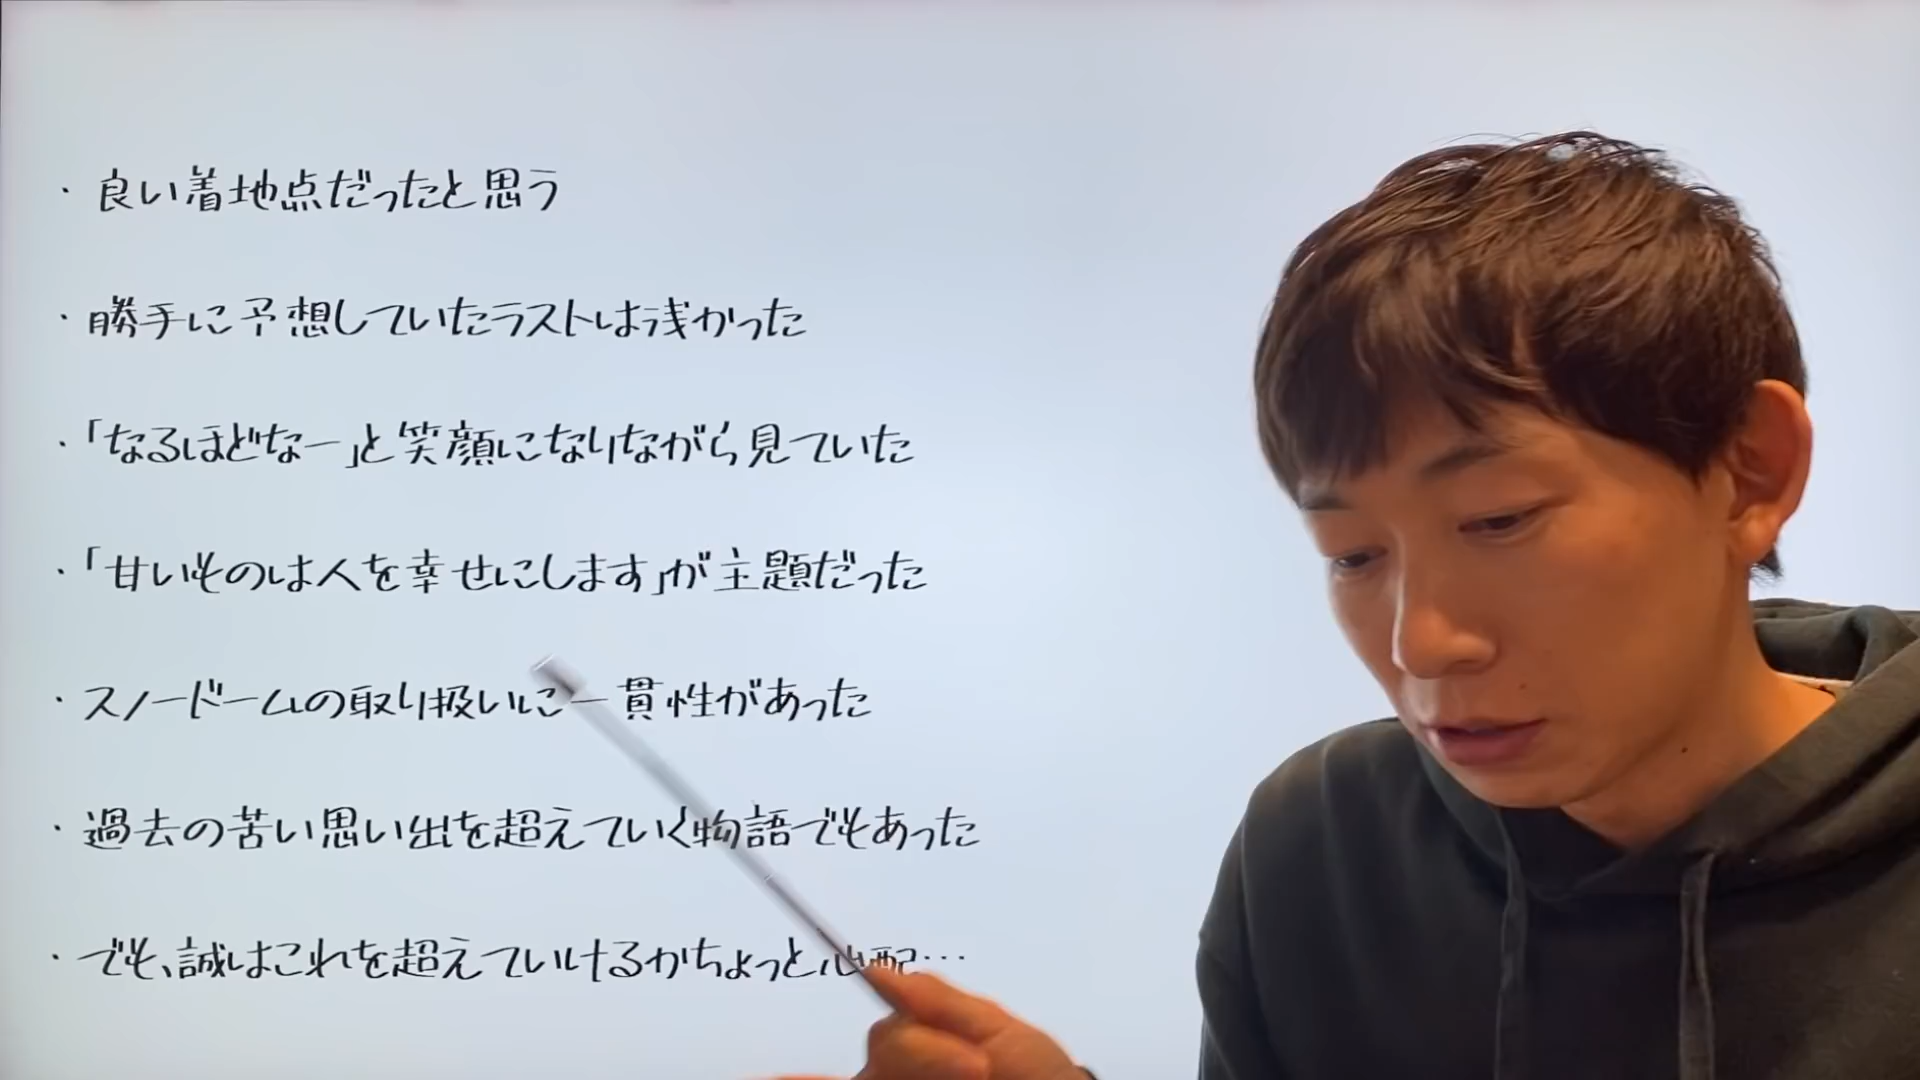 ・良い着地点だったと思う
・勝手に予想していたラストは浅かった
・「なるほどなー」と笑顔になりながら見ていた
・「甘いものは人を幸せにします」が主題だった
・スノードームの取り扱いに一貫性があった
・過去の苦い思い出を超えていく物語でもあった
・でも、誠はこれを超えていけるかちょっと心配…